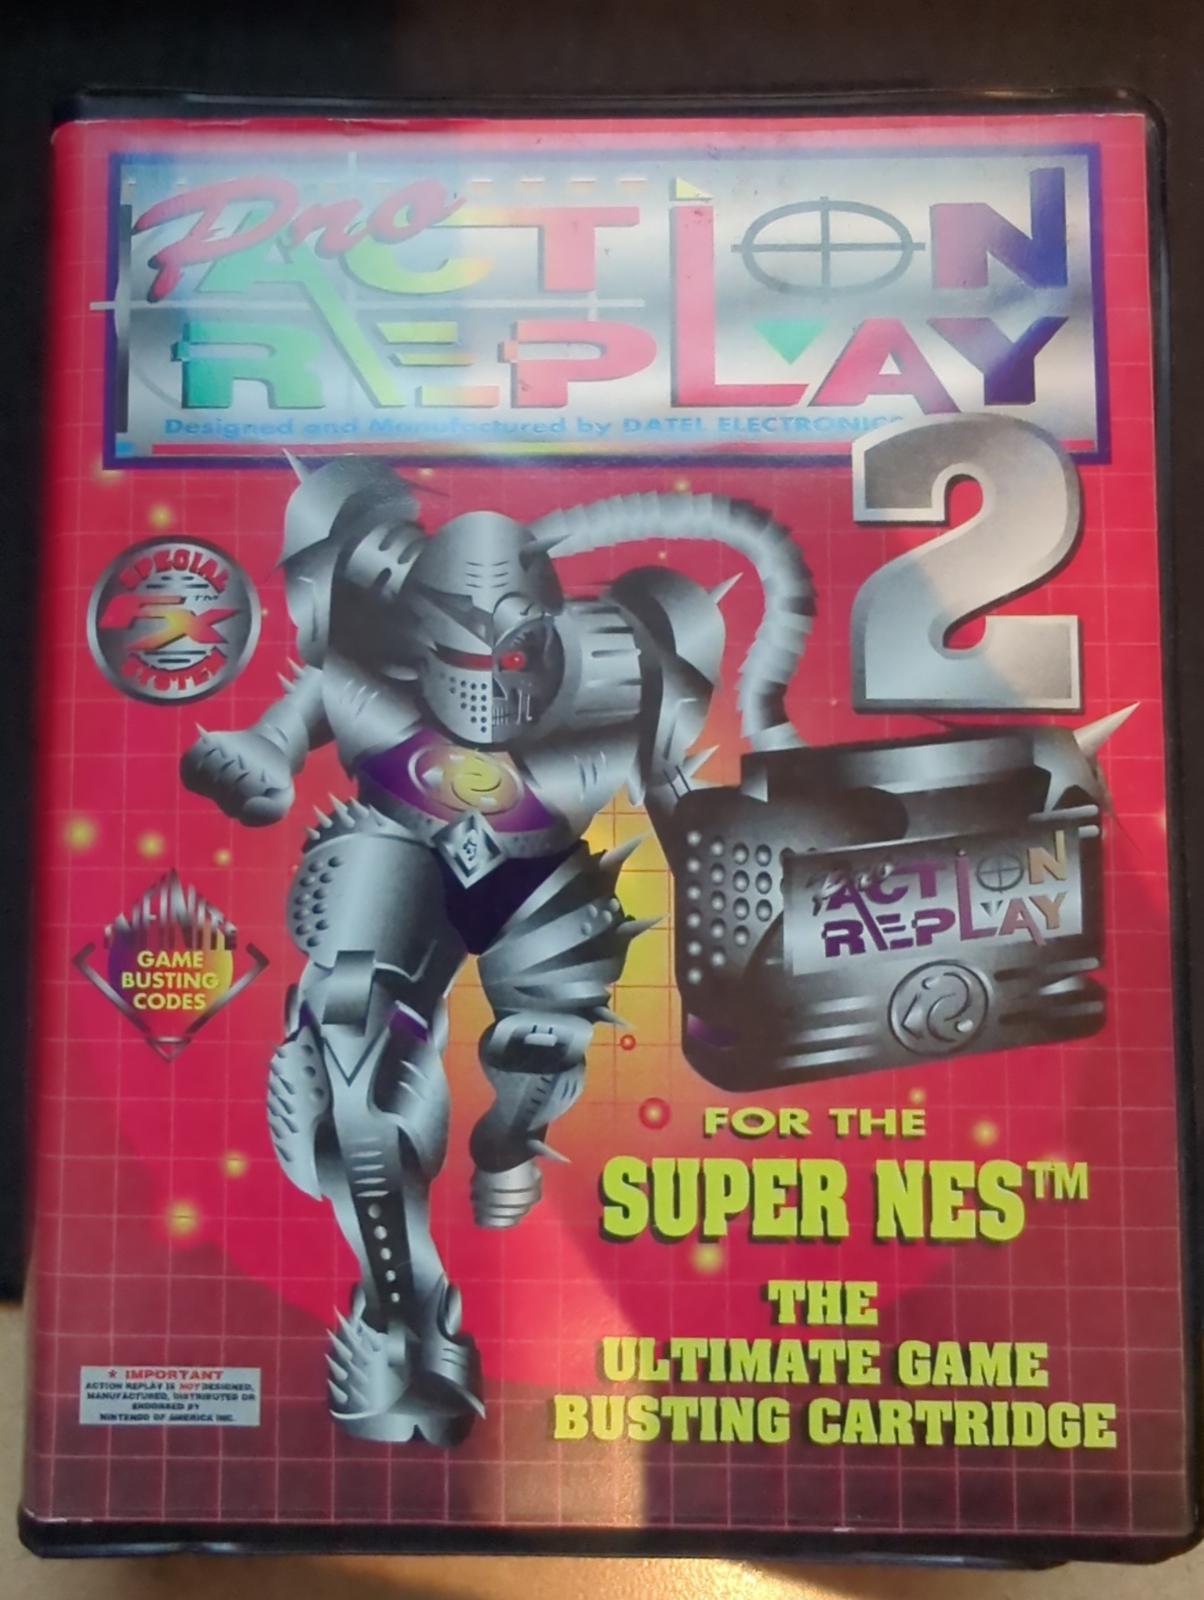 Pro
ACTION
REPLAY
Designed and Manufactured by DATEL ELECTRONICS
2
SPECIAL
FX™
SYSTEM
INFINITE
GAME
BUSTING
CODES
Pro
ACTION
REPLAY
FOR THE
SUPER NES™
THE
ULTIMATE GAME
BUSTING CARTRIDGE
* IMPORTANT
ACTION REPLAY IS NOT DESIGNED,
MANUFACTURED, DISTRIBUTED OR
ENDORSED BY
NINTENDO OF AMERICA INC.